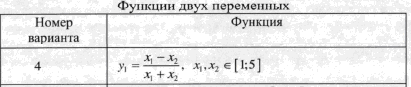 Функции двух переменных
Номер варианта
Функция
4
y₁ = (x₁ − x₂) / (x₁ + x₂), x₁, x₂ ∈ [1;5]